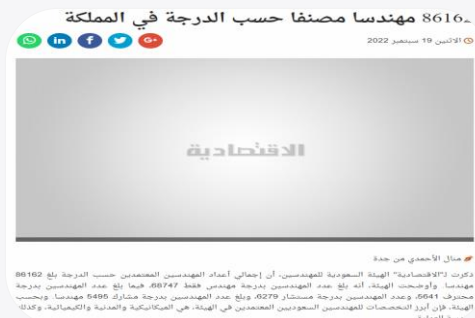 86162 مهندسا مصنفا حسب الدرجة في المملكة
الاثنين 19 سبتمبر 2022
الاقتصادية
منال الأحمدي من جدة
ذكرت لـ"الاقتصادية" الهيئة السعودية للمهندسين، أن إجمالي أعداد المهندسين المعتمدين حسب الدرجة بلغ 86162
مهندسا. وأوضحت الهيئة، أنه بلغ عدد المهندسين بدرجة مهندس فقط 68747، فيما بلغ عدد المهندسين بدرجة
محترف 5641، وعدد المهندسين بدرجة مستشار 6279، وبلغ عدد المهندسين بدرجة مشارك 5495 مهندسا. وبحسب
الهيئة، فإن أبرز التخصصات للمهندسين السعوديين المعتمدين في الهيئة، هي الميكانيكية والمدنية والكيميائية، وكذلك